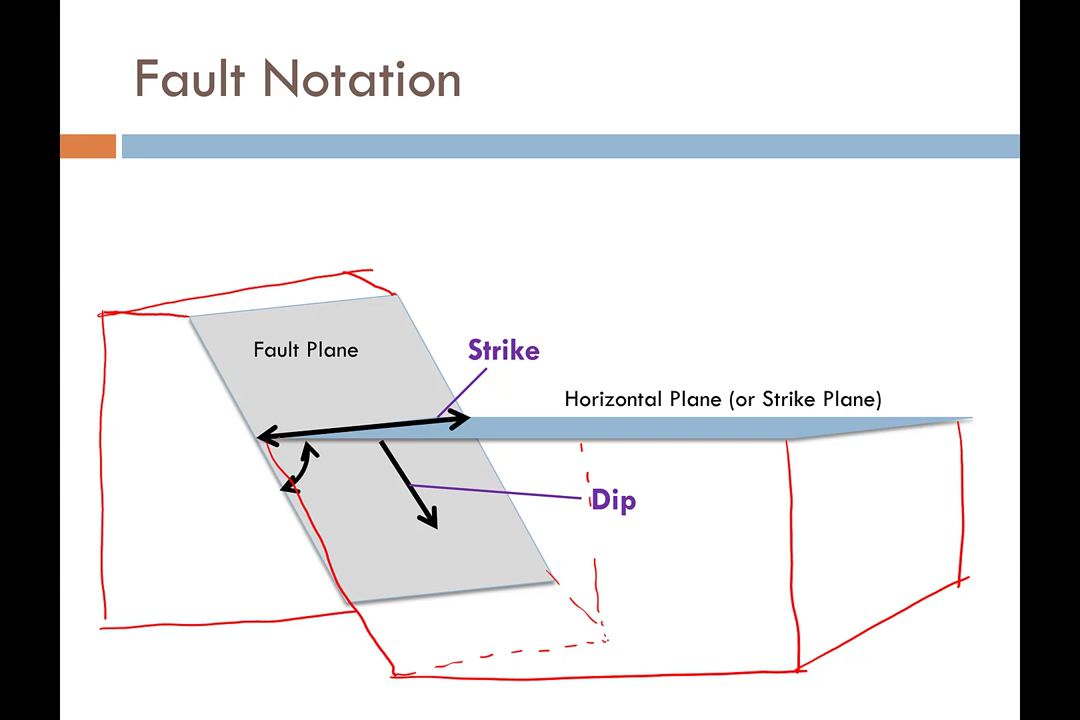 Fault Notation
Fault Plane
Strike
Horizontal Plane (or Strike Plane)
Dip